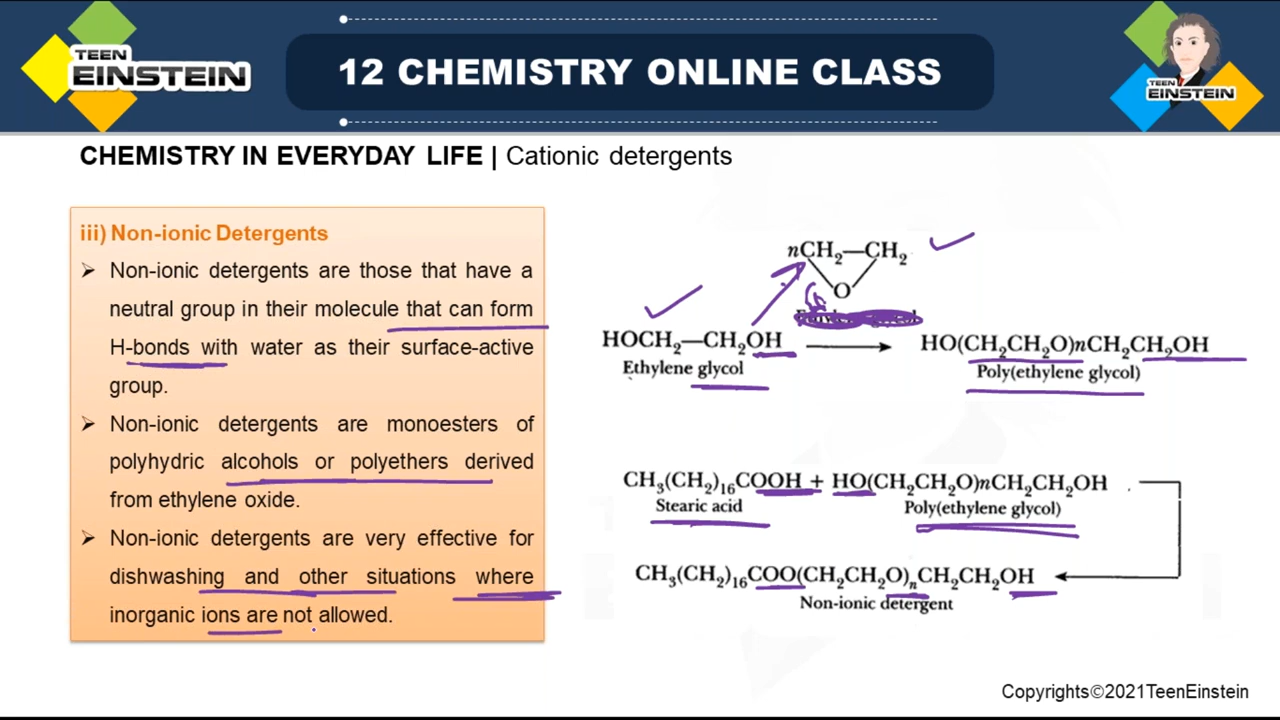 TEEN
EINSTEIN
12 CHEMISTRY ONLINE CLASS
TEEN
EINSTEIN
CHEMISTRY IN EVERYDAY LIFE | Cationic detergents
iii) Non-ionic Detergents
➢ Non-ionic detergents are those that have a
neutral group in their molecule that can form
H-bonds with water as their surface-active
group.
➢ Non-ionic detergents are monoesters of
polyhydric alcohols or polyethers derived
from ethylene oxide.
➢ Non-ionic detergents are very effective for
dishwashing and other situations where
inorganic ions are not allowed.
nCH₂—CH₂
O
HOCH₂—CH₂OH
Ethylene glycol
HO(CH₂CH₂O)nCH₂CH₂OH
Poly(ethylene glycol)
CH₃(CH₂)₁₆COOH + HO(CH₂CH₂O)nCH₂CH₂OH
Stearic acid
Poly(ethylene glycol)
CH₃(CH₂)₁₆COO(CH₂CH₂O)ₙCH₂CH₂OH
Non-ionic detergent
Copyrights©2021TeenEinstein